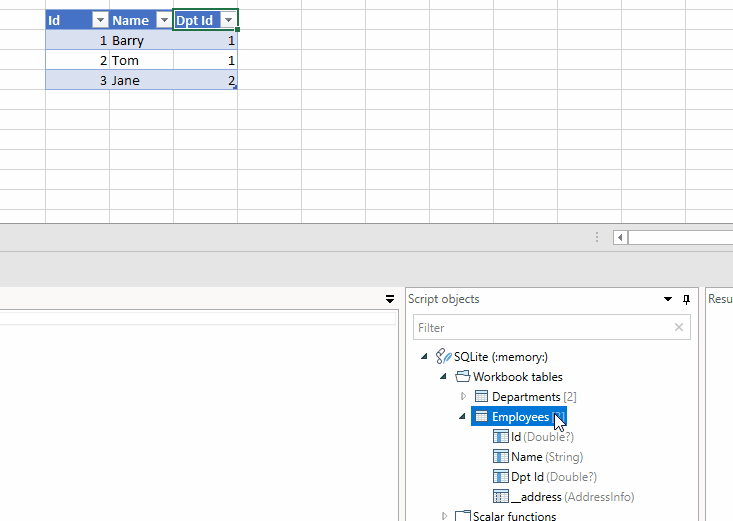 Id Name Dpt Id
1 Barry 1
2 Tom 1
3 Jane 2
Script objects
Resu
Filter
SQLite (:memory:)
Workbook tables
Departments [2]
Employees
Id (Double?)
Name (String)
Dpt Id (Double?)
__address (AddressInfo)
Scalar functions